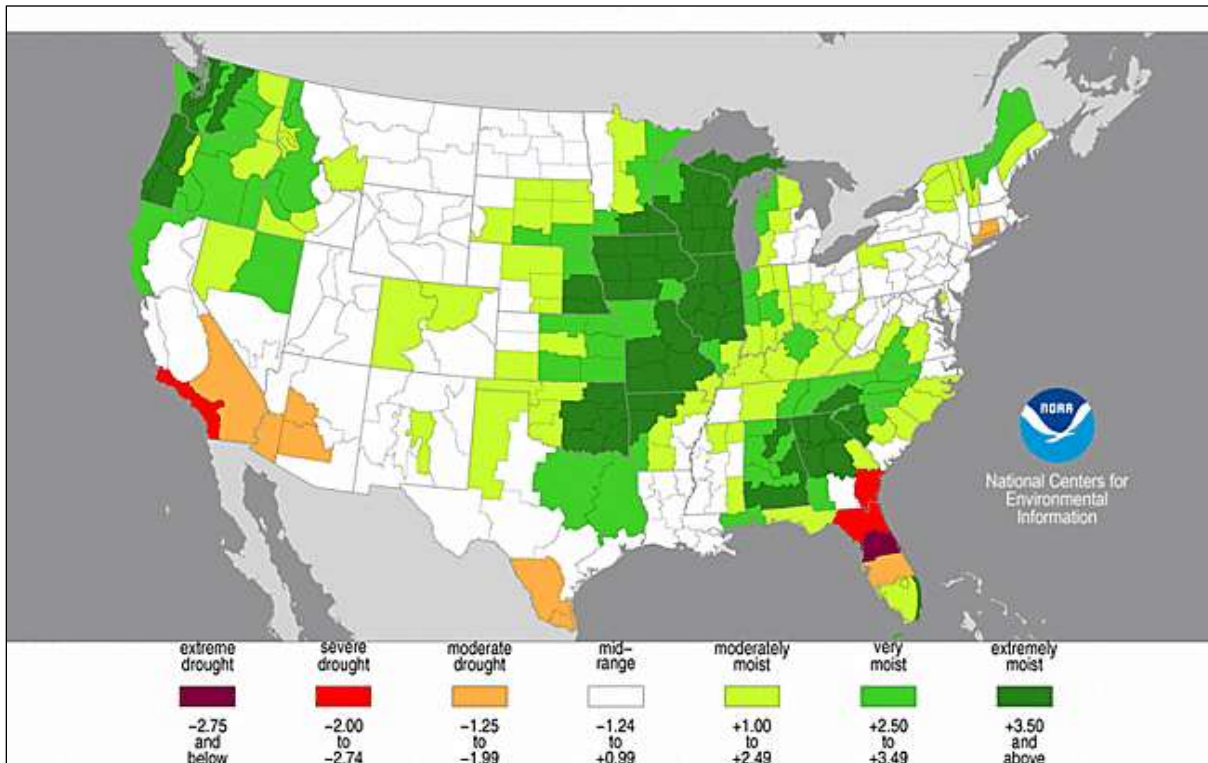 NOAA
National Centers for
Environmental
Information
extreme
drought
severe
drought
moderate
drought
mid-
range
moderately
moist
very
moist
extremely
moist
-2.75
and
below
-2.00
to
-2.74
-1.25
to
-1.99
-1.24
to
+0.99
+1.00
to
+2.49
+2.50
to
+3.49
+3.50
and
above